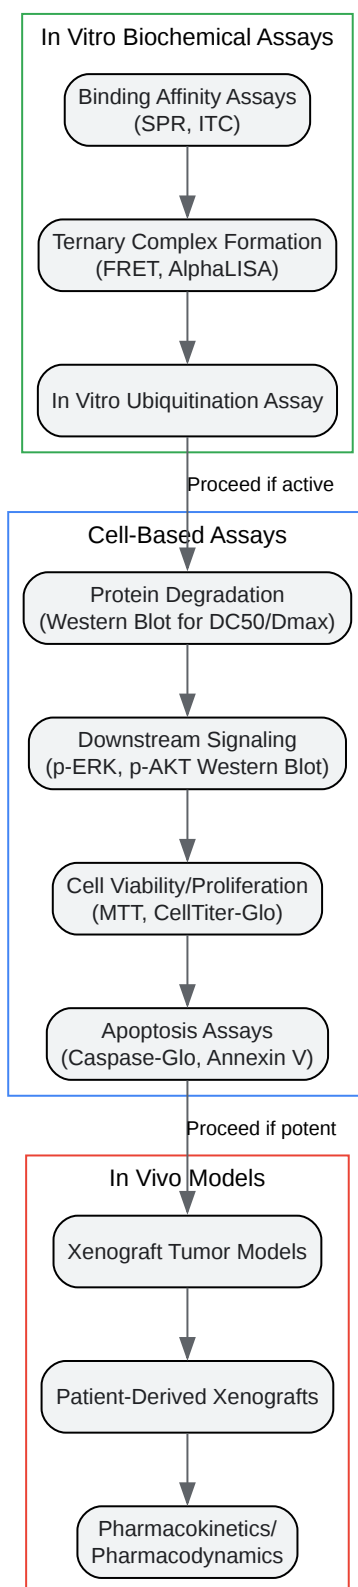 In Vitro Biochemical Assays
Binding Affinity Assays
(SPR, ITC)
Ternary Complex Formation
(FRET, AlphaLISA)
In Vitro Ubiquitination Assay
Proceed if active
Cell-Based Assays
Protein Degradation
(Western Blot for DC50/Dmax)
Downstream Signaling
(p-ERK, p-AKT Western Blot)
Cell Viability/Proliferation
(MTT, CellTiter-Glo)
Apoptosis Assays
(Caspase-Glo, Annexin V)
Proceed if potent
In Vivo Models
Xenograft Tumor Models
Patient-Derived Xenografts
Pharmacokinetics/
Pharmacodynamics